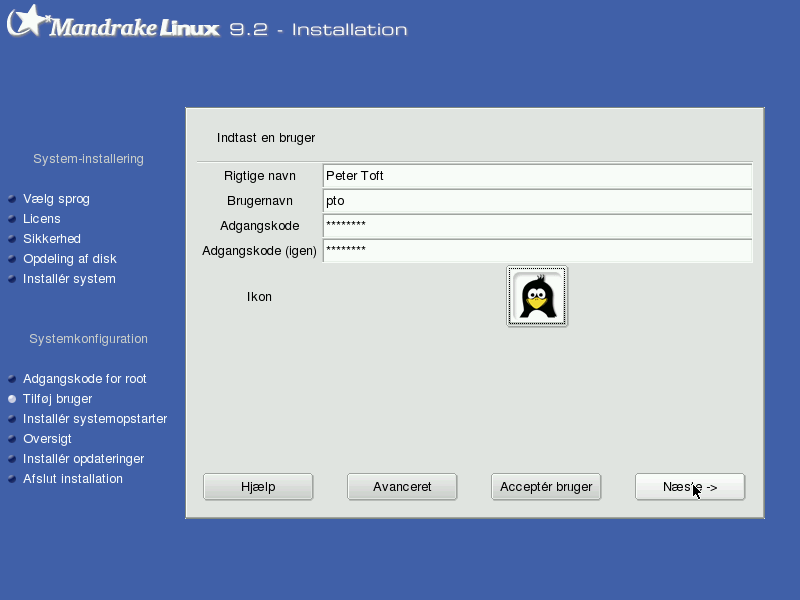 MandrakeLinux 9.2 - Installation
System-installering
Vælg sprog
Licens
Sikkerhed
Opdeling af disk
Installér system
Systemkonfiguration
Adgangskode for root
Tilføj bruger
Installér systemopstarter
Oversigt
Installér opdateringer
Afslut installation
Indtast en bruger
Rigtige navn Peter Toft
Brugernavn pto
Adgangskode ********
Adgangskode (igen) ********
Ikon
Hjælp Avanceret Acceptér bruger Næste ->